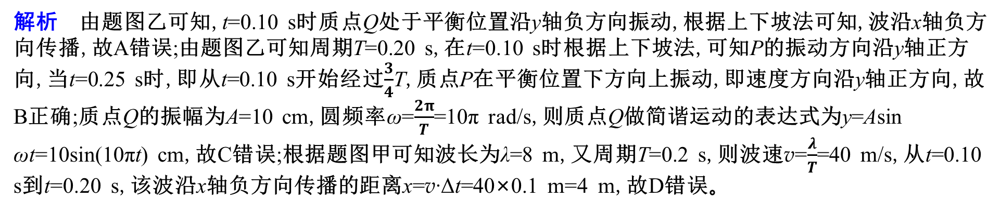 解析 由题图乙可知, t=0.10 s时质点Q处于平衡位置沿y轴负方向振动, 根据上下坡法可知, 波沿x轴负方
向传播, 故A错误;由题图乙可知周期T=0.20 s, 在t=0.10 s时根据上下坡法, 可知P的振动方向沿y轴正方
向, 当t=0.25 s时, 即从t=0.10 s开始经过\frac{3}{4}T, 质点P在平衡位置下方向上振动, 即速度方向沿y轴正方向, 故
B正确;质点Q的振幅为A=10 cm, 圆频率ω=\frac{2π}{T}=10π rad/s, 则质点Q做简谐运动的表达式为y=Asin
ωt=10sin(10πt) cm, 故C错误;根据题图甲可知波长为λ=8 m, 又周期T=0.2 s, 则波速v=\frac{λ}{T}=40 m/s, 从t=0.10
s到t=0.20 s, 该波沿x轴负方向传播的距离x=v·Δt=40×0.1 m=4 m, 故D错误。